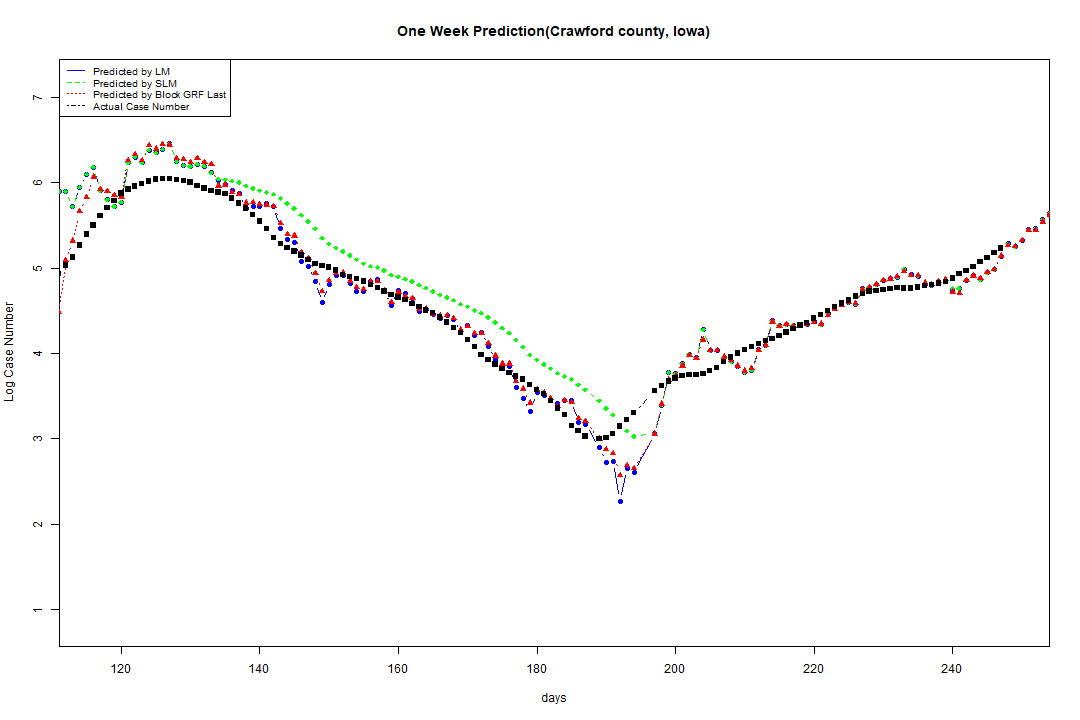 One Week Prediction(Crawford county, Iowa)
Predicted by LM
Predicted by SLM
Predicted by Block GRF Last
Actual Case Number
Log Case Number
7
6
5
4
3
2
1
120 140 160 180 200 220 240
days